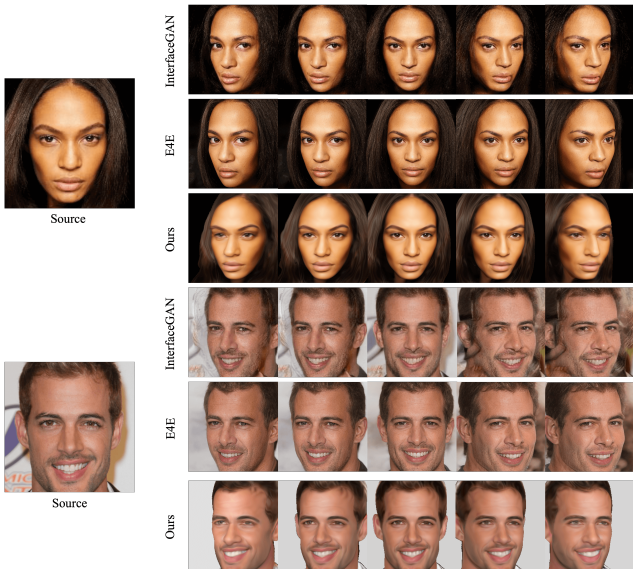 InterfaceGAN
E4E
Source
Ours
InterfaceGAN
E4E
Source
Ours